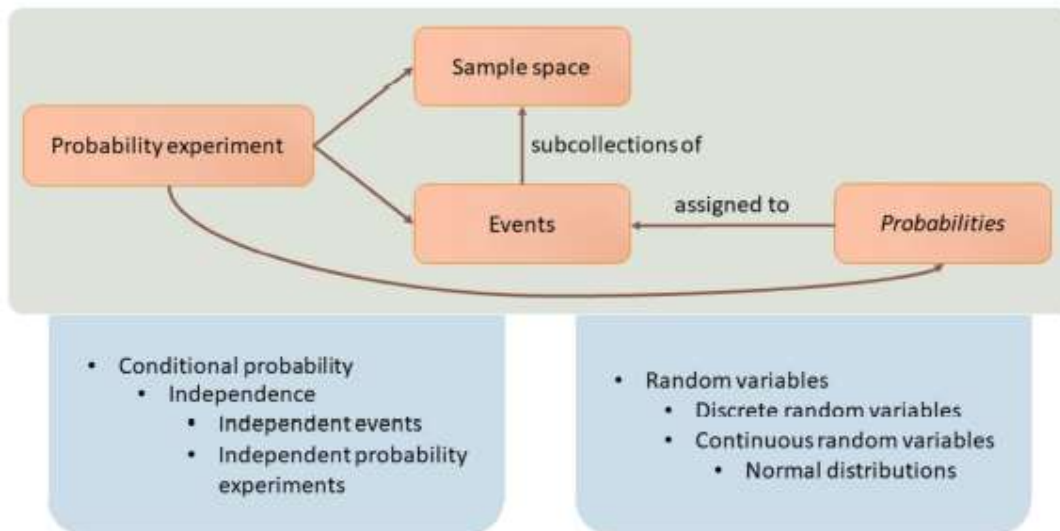 Sample space
Probability experiment
subcollections of
Events
assigned to
Probabilities
• Conditional probability
• Independence
• Independent events
• Independent probability
experiments
• Random variables
• Discrete random variables
• Continuous random variables
• Normal distributions